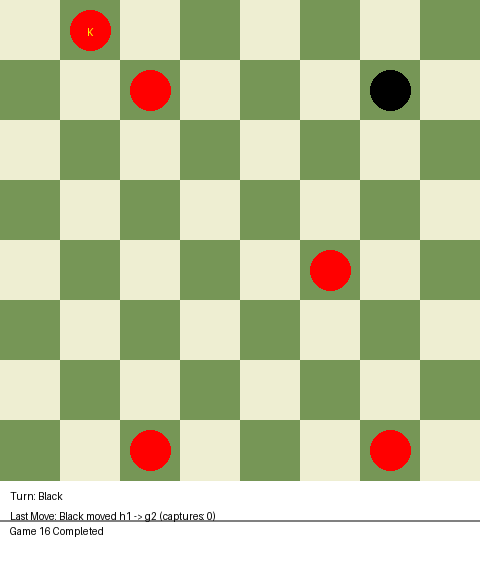 K
Turn: Black
Last Move: Black moved h1 -> g2 (captures: 0)
Game 16 Completed